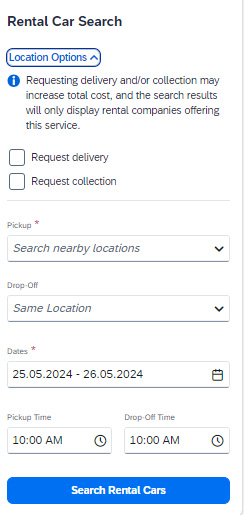 Rental Car Search
Location Options
Requesting delivery and/or collection may
increase total cost, and the search results
will only display rental companies offering
this service.
Request delivery
Request collection
Pickup *
Search nearby locations
Drop-Off
Same Location
Dates *
25.05.2024 - 26.05.2024
Pickup Time Drop-Off Time
10:00 AM 10:00 AM
Search Rental Cars